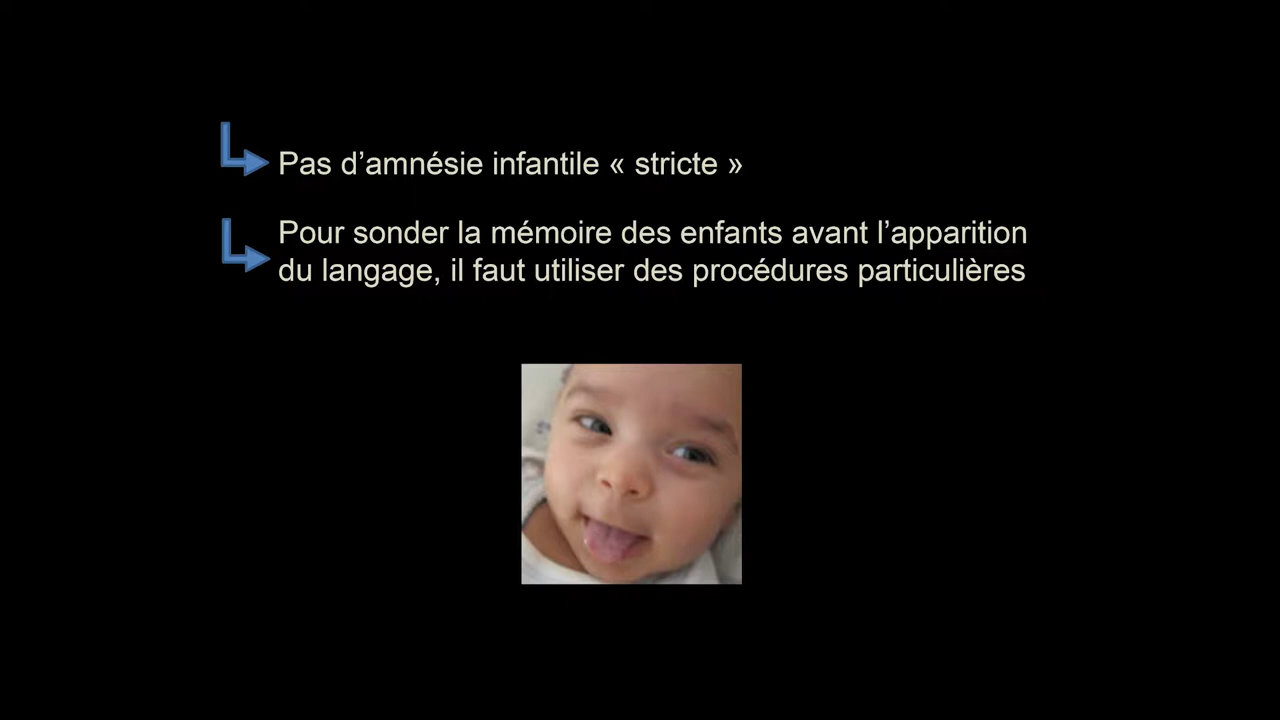 Pas d’amnésie infantile « stricte »
Pour sonder la mémoire des enfants avant l’apparition
du langage, il faut utiliser des procédures particulières